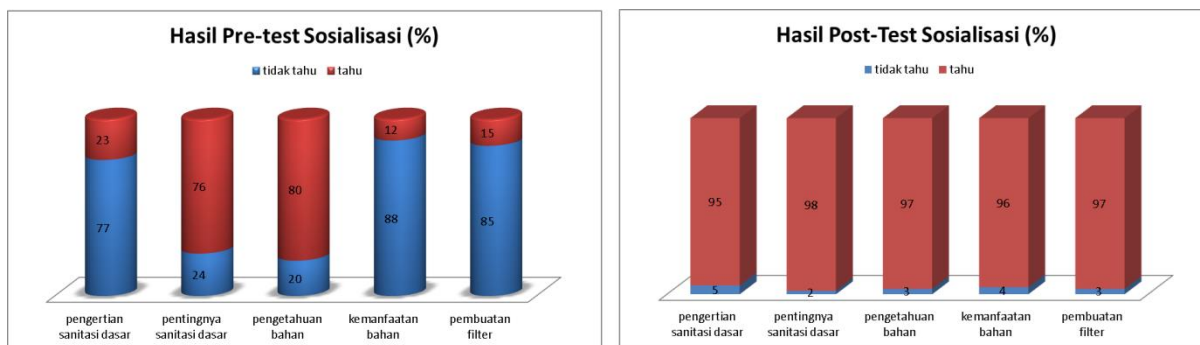 Hasil Pre-test Sosialisasi (%)
tidak tahu tahu
23 76 80 12 15
77 24 20 88 85
pengertian sanitasi dasar
pentingnya sanitasi dasar
pengetahuan bahan
kemanfaatan bahan
pembuatan filter
Hasil Post-Test Sosialisasi (%)
tidak tahu tahu
95 98 97 96 97
5 2 3 4 3
pengertian sanitasi dasar
pentingnya sanitasi dasar
pengetahuan bahan
kemanfaatan bahan
pembuatan filter